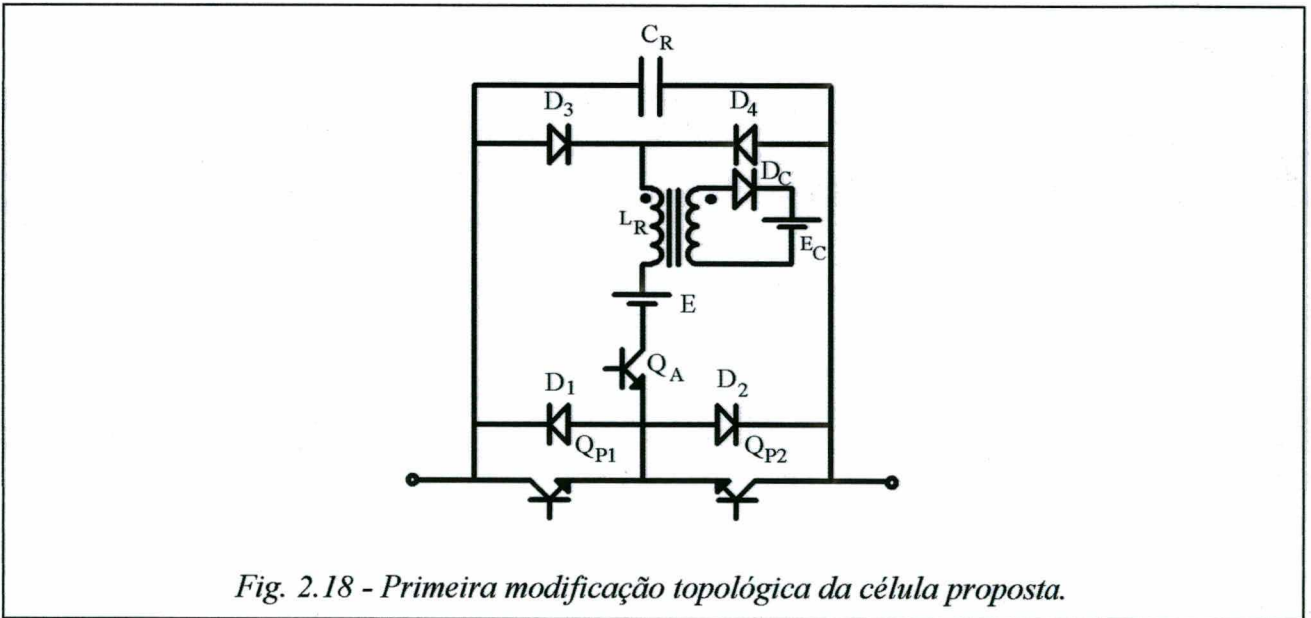 C_R
D_3 D_4
D_C
L_R
E_C
E
Q_A
D_1 D_2
Q_P1 Q_P2
Fig. 2.18 - Primeira modificação topológica da célula proposta.